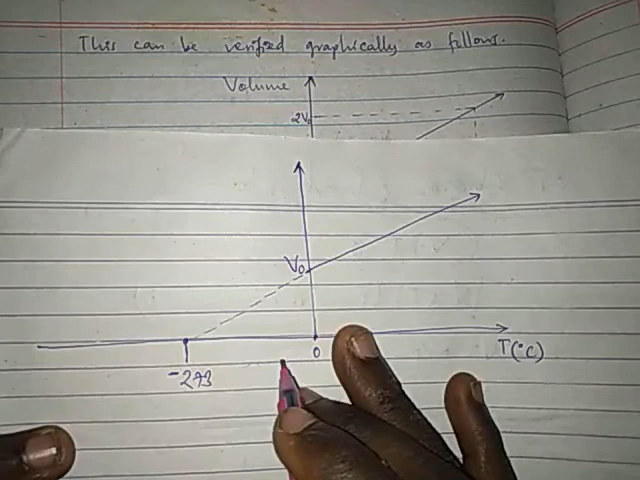 This can be verified graphically as follows.
Volume
2V₀
V₀
0
T(°C)
-273